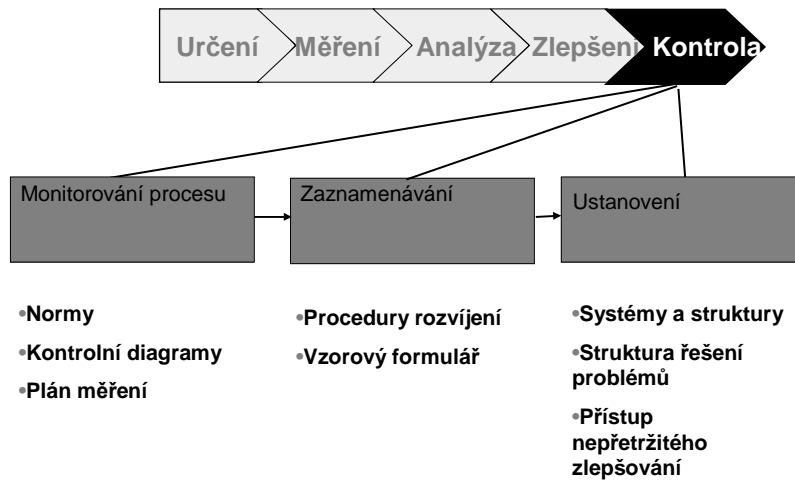 Určení Měření Analýza Zlepšení Kontrola
Monitorování procesu
Zaznamenávání
Ustanovení
•Normy
•Kontrolní diagramy
•Plán měření
•Procedury rozvíjení
•Vzorový formulář
•Systémy a struktury
•Struktura řešení
problémů
•Přístup
nepřetržitého
zlepšování